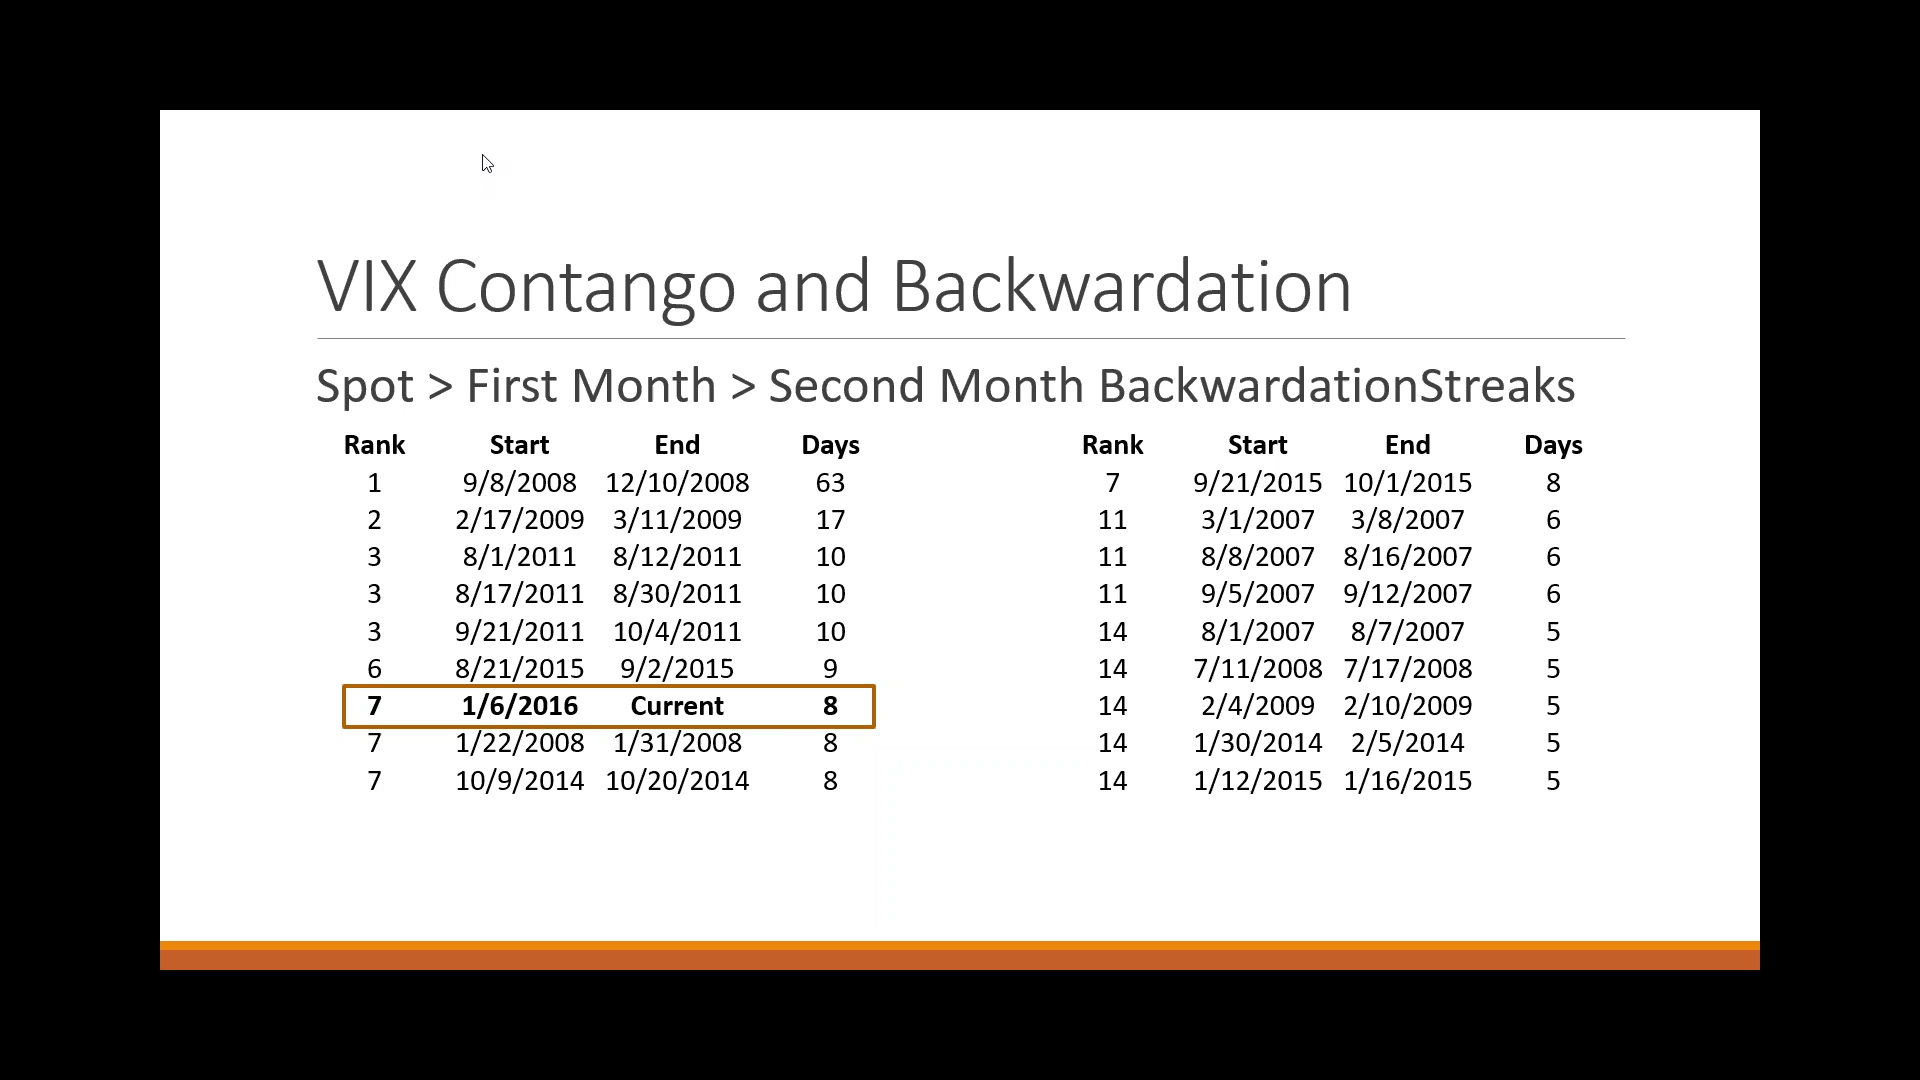 VIX Contango and Backwardation
Spot > First Month > Second Month BackwardationStreaks
Rank Start End Days
1 9/8/2008 12/10/2008 63
2 2/17/2009 3/11/2009 17
3 8/1/2011 8/12/2011 10
3 8/17/2011 8/30/2011 10
3 9/21/2011 10/4/2011 10
6 8/21/2015 9/2/2015 9
7 1/6/2016 Current 8
7 1/22/2008 1/31/2008 8
7 10/9/2014 10/20/2014 8
Rank Start End Days
7 9/21/2015 10/1/2015 8
11 3/1/2007 3/8/2007 6
11 8/8/2007 8/16/2007 6
11 9/5/2007 9/12/2007 6
14 8/1/2007 8/7/2007 5
14 7/11/2008 7/17/2008 5
14 2/4/2009 2/10/2009 5
14 1/30/2014 2/5/2014 5
14 1/12/2015 1/16/2015 5